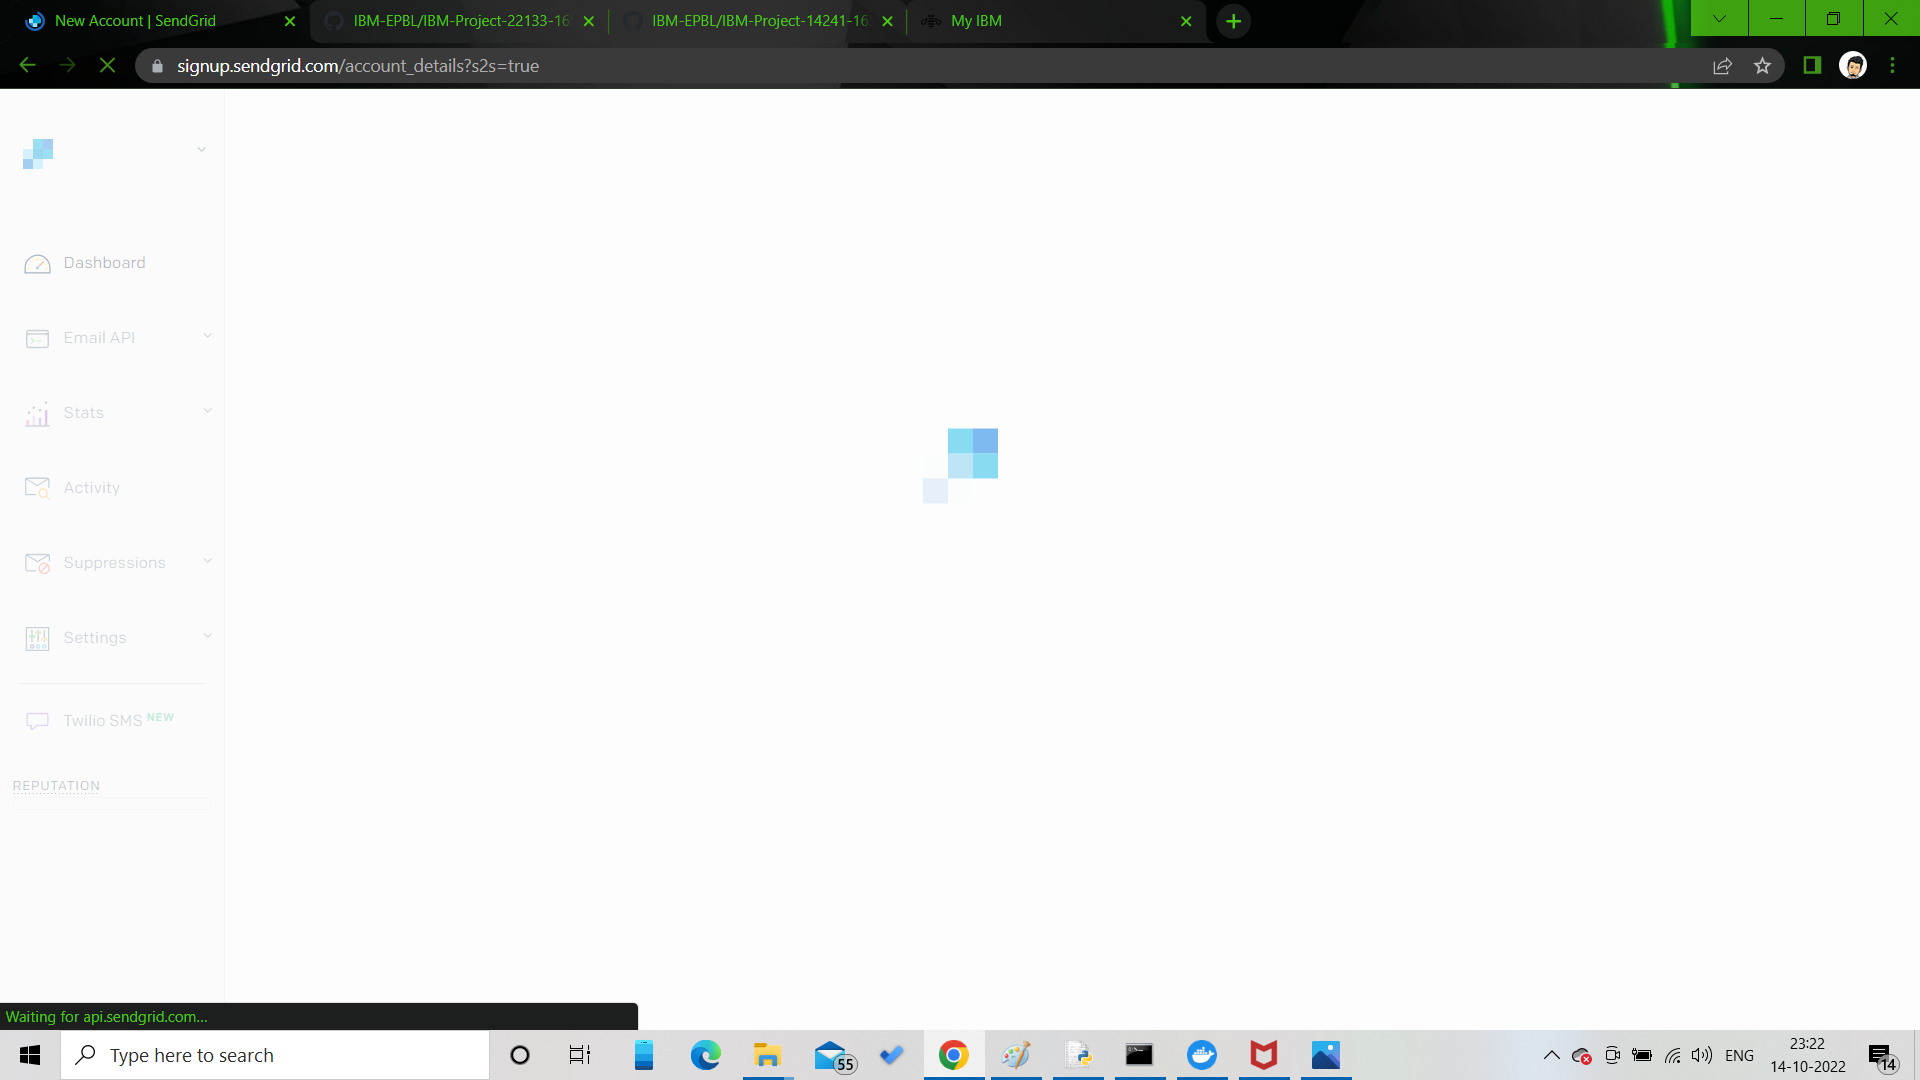 New Account | SendGrid
IBM-EPBL/IBM-Project-22133-16
IBM-EPBL/IBM-Project-14241-16
My IBM
signup.sendgrid.com/account_details?s2s=true
Dashboard
Email API
Stats
Activity
Suppressions
Settings
Twilio SMS NEW
REPUTATION
Waiting for api.sendgrid.com...
Type here to search
55
ENG
23:22
14-10-2022
14